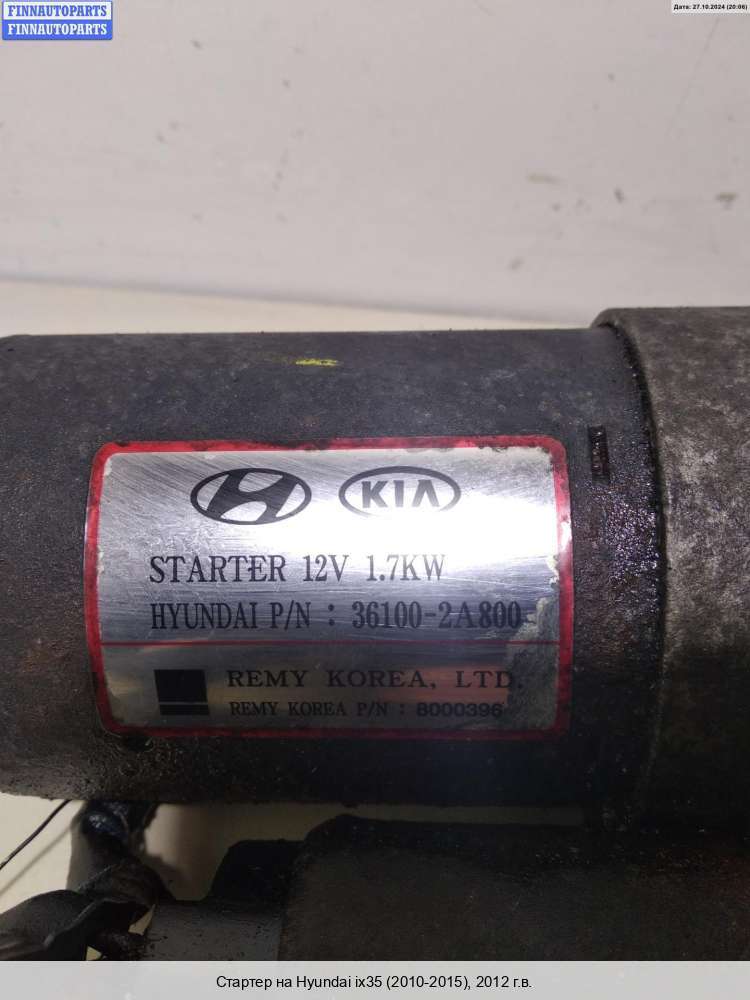 FINNAUTOPARTS
FINNAUTOPARTS
Дата: 27.10.2024 (20:06)
KIA
STARTER 12V 1.7KW
HYUNDAI P/N : 36100-2A800
REMY KOREA, LTD.
REMY KOREA P/N : 8000396
Стартер на Hyundai ix35 (2010-2015), 2012 г.в.